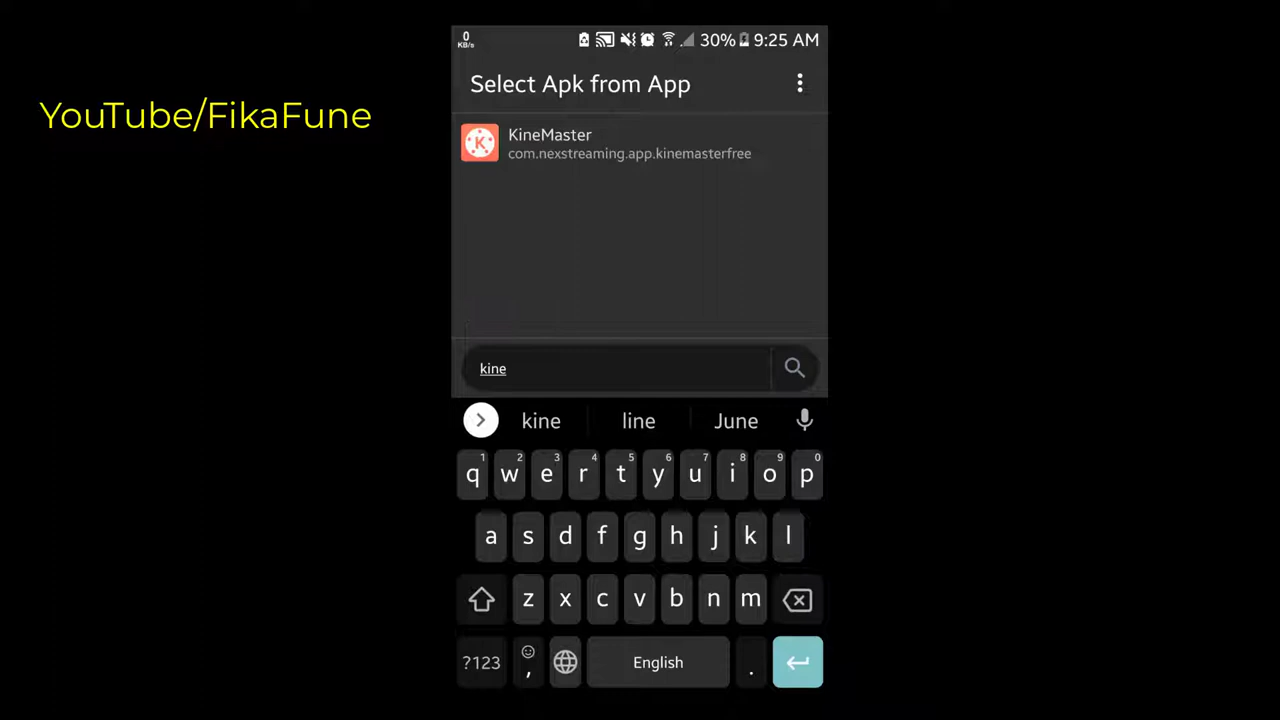 YouTube/FikaFune
0
KB/s
30% 9:25 AM
Select Apk from App
KineMaster
com.nexstreaming.app.kinemasterfree
kine
kine line June
1 2 3 4 5 6 7 8 9 0
q w e r t y u i o p
a s d f g h j k l
z x c v b n m
?123 , English .